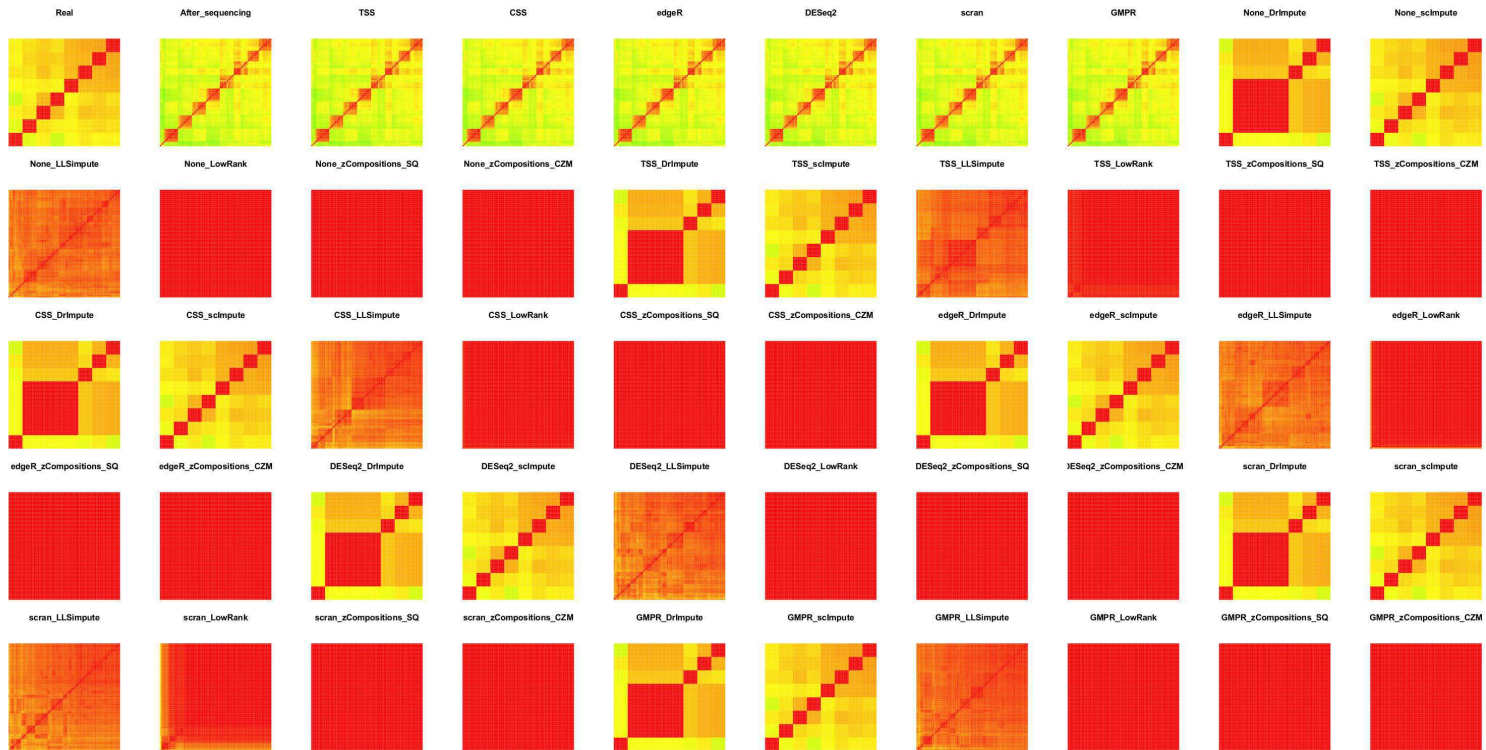 Real After_sequencing TSS CSS edgeR DESeq2 scran GMPR None_DrImpute None_scImpute
None_LLSimpute None_LowRank None_zCompositions_SQ None_zCompositions_CZM TSS_DrImpute TSS_scImpute TSS_LLSimpute TSS_LowRank TSS_zCompositions_SQ TSS_zCompositions_CZM
CSS_DrImpute CSS_scImpute CSS_LLSimpute CSS_LowRank CSS_zCompositions_SQ CSS_zCompositions_CZM edgeR_DrImpute edgeR_scImpute edgeR_LLSimpute edgeR_LowRank
edgeR_zCompositions_SQ edgeR_zCompositions_CZM DESeq2_DrImpute DESeq2_scImpute DESeq2_LLSimpute DESeq2_LowRank DESeq2_zCompositions_SQ DESeq2_zCompositions_CZM scran_DrImpute scran_scImpute
scran_LLSimpute scran_LowRank scran_zCompositions_SQ scran_zCompositions_CZM GMPR_DrImpute GMPR_scImpute GMPR_LLSimpute GMPR_LowRank GMPR_zCompositions_SQ GMPR_zCompositions_CZM